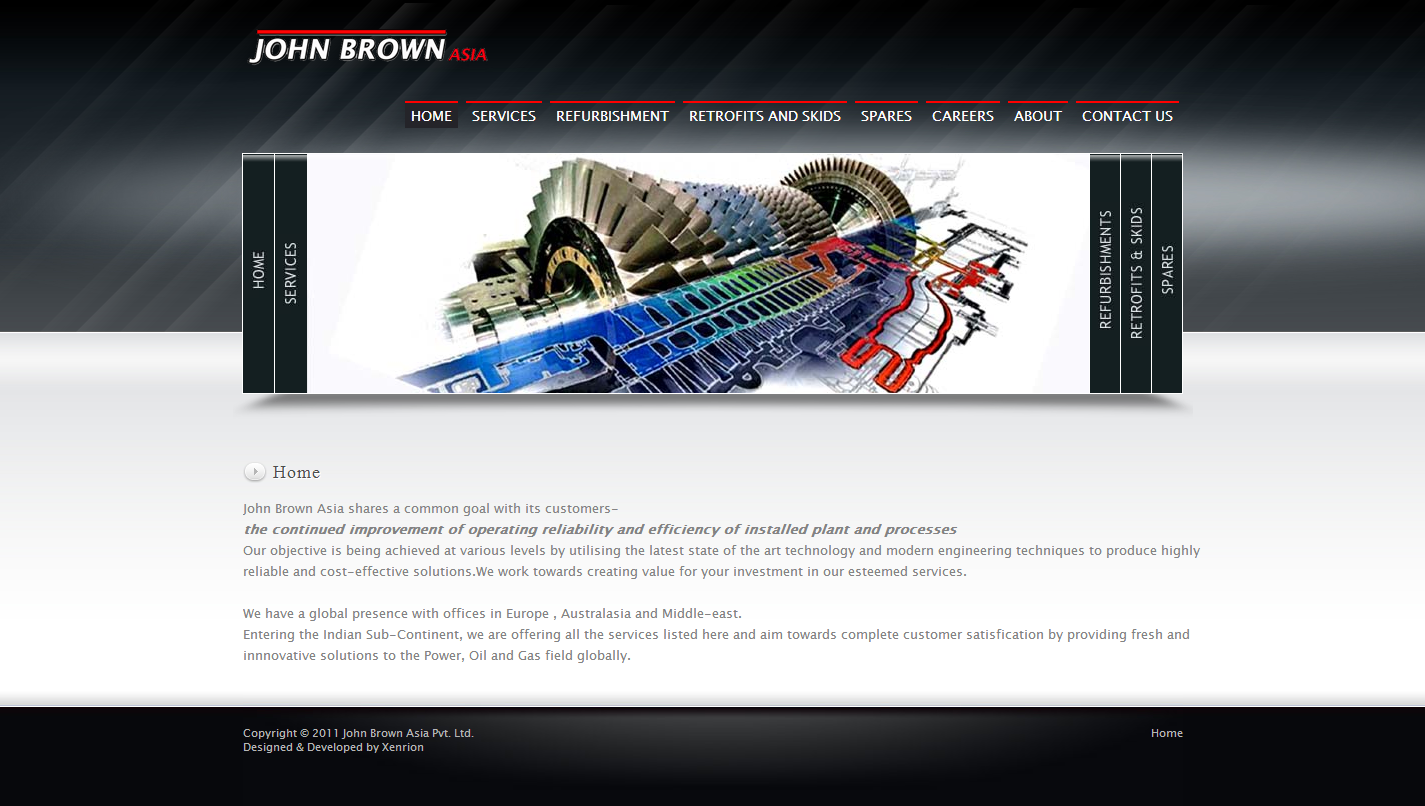 JOHN BROWN ASIA
HOME SERVICES REFURBISHMENT RETROFITS AND SKIDS SPARES CAREERS ABOUT CONTACT US
HOME
SERVICES
REFURBISHMENTS
RETROFITS & SKIDS
SPARES
Home
John Brown Asia shares a common goal with its customers-
the continued improvement of operating reliability and efficiency of installed plant and processes
Our objective is being achieved at various levels by utilising the latest state of the art technology and modern engineering techniques to produce highly
reliable and cost-effective solutions.We work towards creating value for your investment in our esteemed services.
We have a global presence with offices in Europe , Australasia and Middle-east.
Entering the Indian Sub-Continent, we are offering all the services listed here and aim towards complete customer satisfication by providing fresh and
innnovative solutions to the Power, Oil and Gas field globally.
Copyright © 2011 John Brown Asia Pvt. Ltd. Home
Designed & Developed by Xenrion